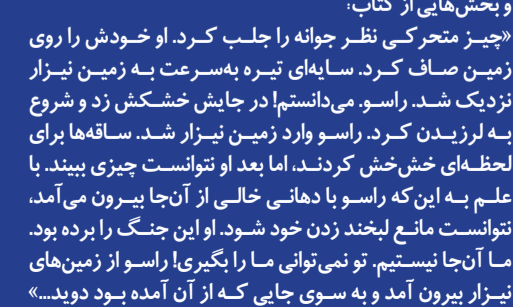 و بخش‌هایی از کتاب:
«چیز متحرکی نظر جوانه را جلب کرد. او خودش را روی
زمین صاف کرد. سایه‌ای تیره به‌سرعت به زمین نیزار
نزدیک شد. راسو. می‌دانستم! در جایش خشکش زد و شروع
به لرزیدن کرد. راسو وارد زمین نیزار شد. ساقه‌ها برای
لحظه‌ای خش‌خش کردند، اما بعد او نتوانست چیزی ببیند. با
علم به این‌که راسو با دهانی خالی از آن‌جا بیرون می‌آمد،
نتوانست مانع لبخند زدن خود شود. او این جنگ را برده بود.
ما آن‌جا نیستیم. تو نمی‌توانی ما را بگیری! راسو از زمین‌های
نیزار بیرون آمد و به سوی جایی که از آن آمده بود دوید...»